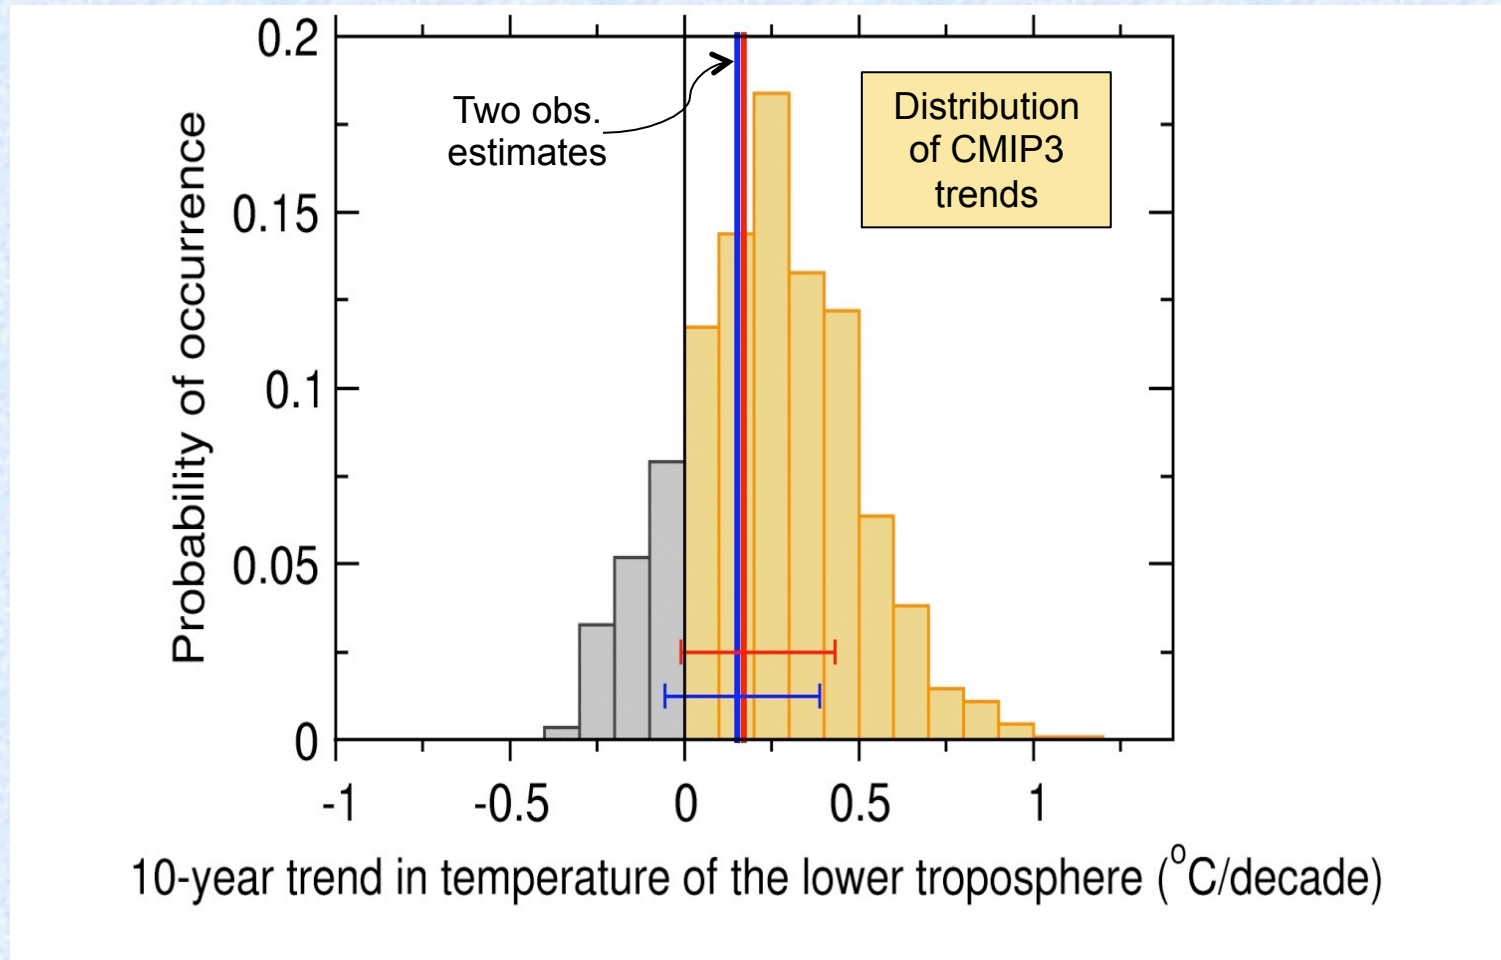 0.2
0.15
0.1
0.05
0
Probability of occurrence
Two obs.
estimates
Distribution
of CMIP3
trends
-1
-0.5
0
0.5
1
10-year trend in temperature of the lower troposphere (°C/decade)